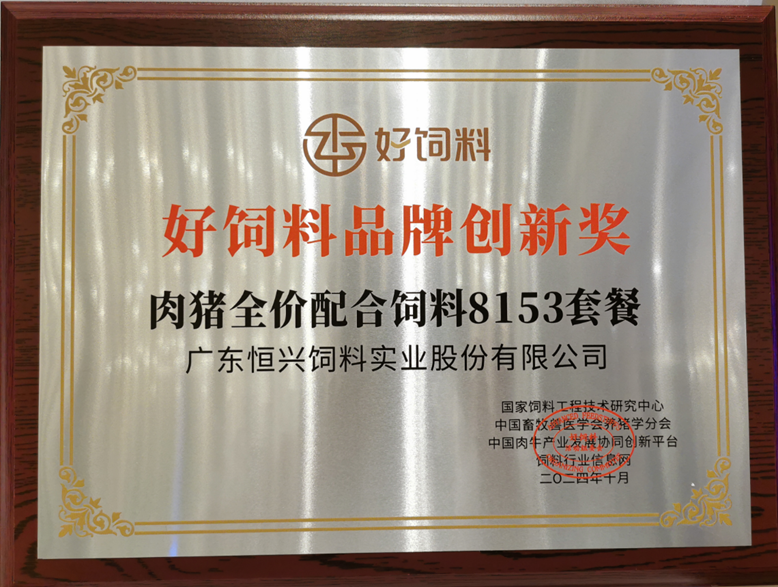 好饲料
好饲料品牌创新奖
肉猪全价配合饲料8153套餐
广东恒兴饲料实业股份有限公司
国家饲料工程技术研究中心
中国畜牧兽医学会养猪学分会
中国肉牛产业发展协同创新平台
饲料行业信息网
二〇二四年十月